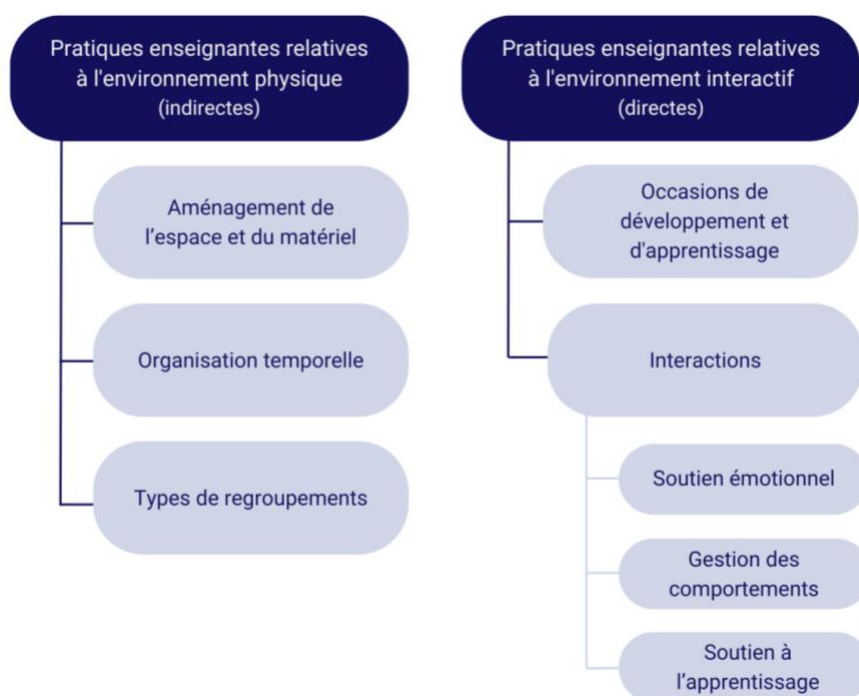 Pratiques enseignantes relatives
à l'environnement physique
(indirectes)
Aménagement de
l’espace et du matériel
Organisation temporelle
Types de regroupements
Pratiques enseignantes relatives
à l'environnement interactif
(directes)
Occasions de
développement et
d'apprentissage
Interactions
Soutien émotionnel
Gestion des
comportements
Soutien à
l’apprentissage